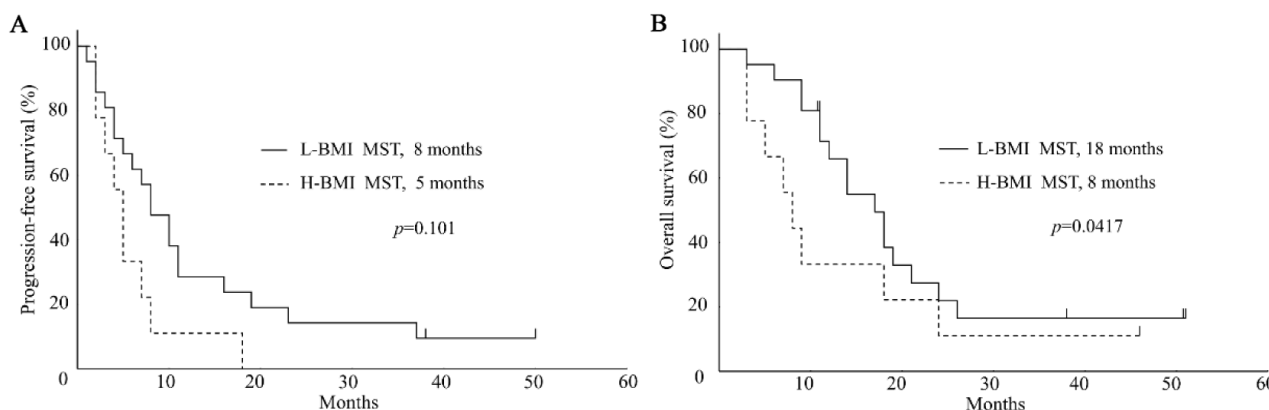 A
Progression-free survival (%)
100
80
60
40
20
0
L-BMI MST, 8 months
H-BMI MST, 5 months
p=0.101
10 20 30 40 50 60
Months
B
Overall survival (%)
100
80
60
40
20
0
L-BMI MST, 18 months
H-BMI MST, 8 months
p=0.0417
10 20 30 40 50 60
Months